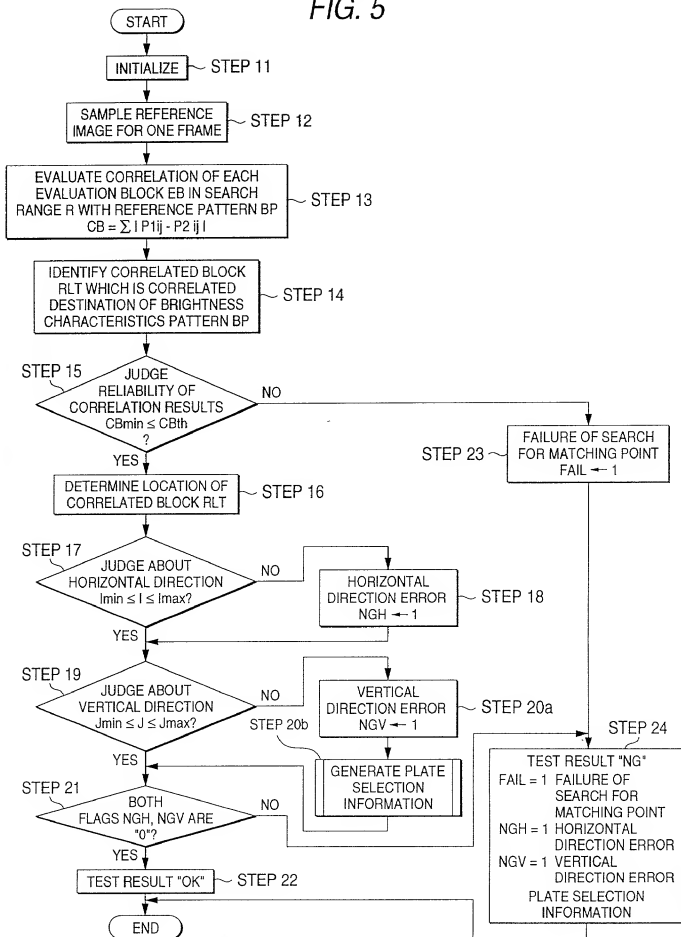 FIG. 5
START
INITIALIZE
STEP 11
SAMPLE REFERENCE
IMAGE FOR ONE FRAME
STEP 12
EVALUATE CORRELATION OF EACH
EVALUATION BLOCK EB IN SEARCH
RANGE R WITH REFERENCE PATTERN BP
CB = ∑ I P1ij - P2 ij I
STEP 13
IDENTIFY CORRELATED BLOCK
RLT WHICH IS CORRELATED
DESTINATION OF BRIGHTNESS
CHARACTERISTICS PATTERN BP
STEP 14
STEP 15
JUDGE
RELIABILITY OF
CORRELATION RESULTS
CBmin ≤ CBth
?
NO
YES
STEP 23
FAILURE OF SEARCH
FOR MATCHING POINT
FAIL ← 1
DETERMINE LOCATION OF
CORRELATED BLOCK RLT
STEP 16
STEP 17
JUDGE ABOUT
HORIZONTAL DIRECTION
Imin ≤ I ≤ Imax?
NO
YES
HORIZONTAL
DIRECTION ERROR
NGH ← 1
STEP 18
STEP 19
JUDGE ABOUT
VERTICAL DIRECTION
Jmin ≤ J ≤ Jmax?
NO
YES
VERTICAL
DIRECTION ERROR
NGV ← 1
STEP 20a
STEP 20b
GENERATE PLATE
SELECTION
INFORMATION
STEP 21
BOTH
FLAGS NGH, NGV ARE
"0"?
NO
YES
STEP 24
TEST RESULT "NG"
FAIL = 1 FAILURE OF
SEARCH FOR
MATCHING POINT
NGH = 1 HORIZONTAL
DIRECTION ERROR
NGV = 1 VERTICAL
DIRECTION ERROR
PLATE SELECTION
INFORMATION
TEST RESULT "OK"
STEP 22
END